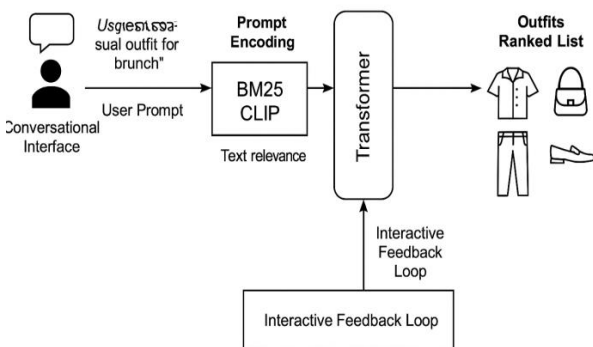 sual outfit for
brunch"
User Prompt
Conversational
Interface
Prompt
Encoding
BM25
CLIP
Text relevance
Transformer
Outfits
Ranked List
Interactive
Feedback
Loop
Interactive Feedback Loop